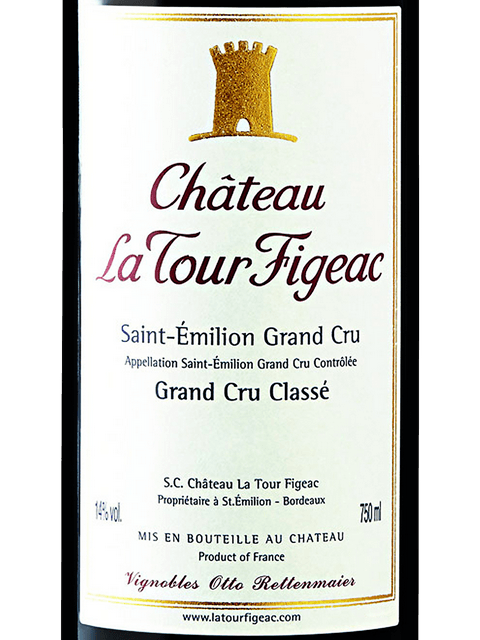 Château
La Tour Figeac
Saint-Émilion Grand Cru
Appellation Saint-Émilion Grand Cru Contrôlée
Grand Cru Classé
S.C. Château La Tour Figeac
Propriétaire à St.Émilion - Bordeaux
14% vol.
750 ml
MIS EN BOUTEILLE AU CHATEAU
Product of France
Vignobles Otto Rettenmaier
www.latourfigeac.com